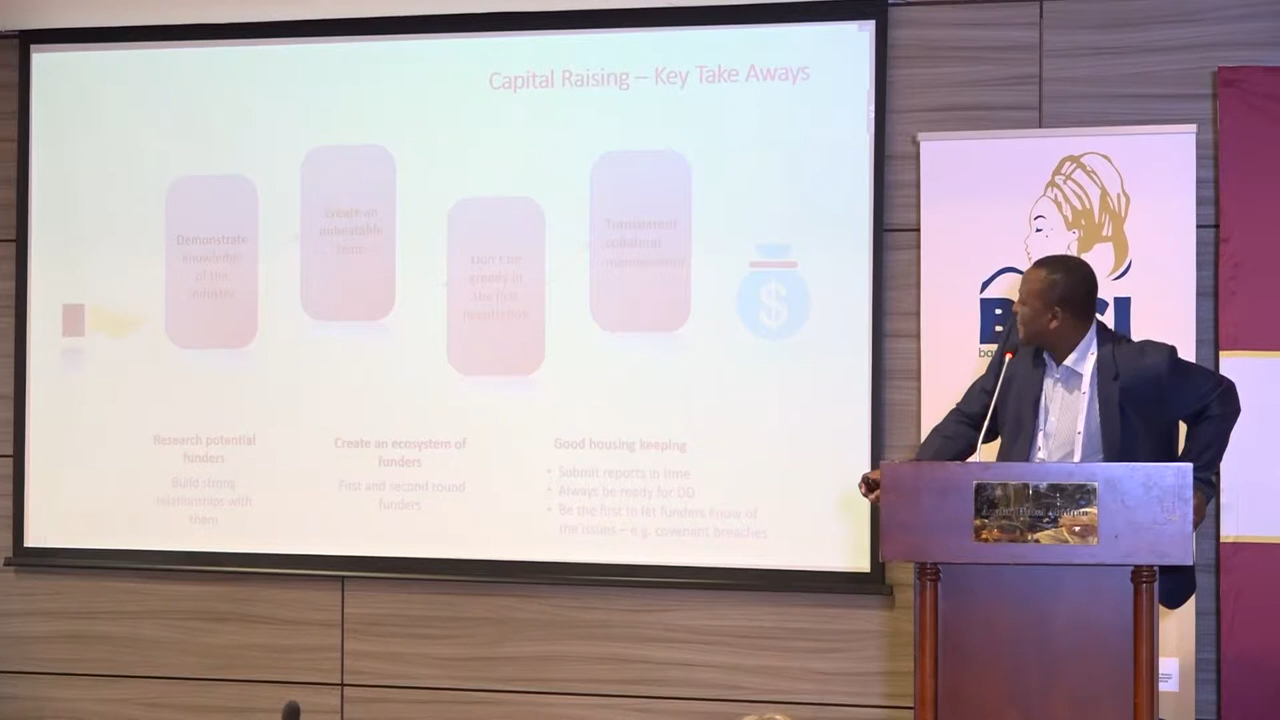 Capital Raising – Key Take Aways
Demonstrate
knowledge
of the
industry
Create an
unbeatable
Don't be
greedy in
the first
negotiation
Transparent
collateral
management
$
Research potential
funders
Build strong
relationships with
them
Create an ecosystem of
funders
First and second round
funders
Good housing keeping
• Submit reports in time
• Always be ready for DD
• Be the first to let funders know of
the issues – e.g. covenant breaches